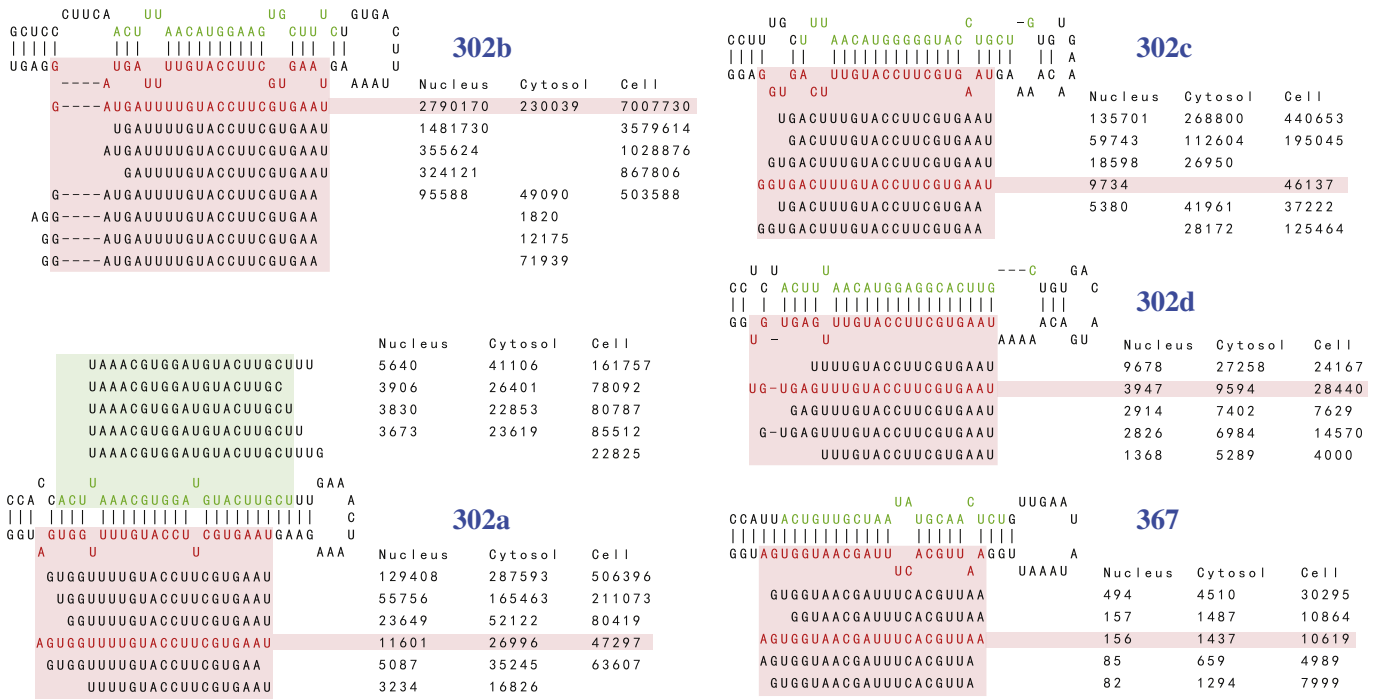 CUUCA UU UG U GUGA
GCUCC ACU AACAUGGAAG CUU CU C
U
UGAGG UGA UUGUACCUUC GAA GA U
----A UU GU U AAAU
302b
Nucleus Cytosol Cell
G----AUGAUUUUGUACCUUCGUGAAU 2790170 230039 7007730
UGAUUUUGUACCUUCGUGAAU 1481730 3579614
AUGAUUUUGUACCUUCGUGAAU 355624 1028876
GAUUUUGUACCUUCGUGAAU 324121 867806
G----AUGAUUUUGUACCUUCGUGAA 95588 49090 503588
AGG----AUGAUUUUGUACCUUCGUGAA 1820
GG----AUGAUUUUGUACCUUCGUGAA 12175
GG----AUGAUUUUGUACCUUCGUGAA 71939
Nucleus Cytosol Cell
UAAACGUGGAUGUACUUGCUUU 5640 41106 161757
UAAACGUGGAUGUACUUGC 3906 26401 78092
UAAACGUGGAUGUACUUGCU 3830 22853 80787
UAAACGUGGAUGUACUUGCUU 3673 23619 85512
UAAACGUGGAUGUACUUGCUUUG 22825
C U U GAA
CCA CACU AAACGUGGA GUACUUGCUUU A
C
GGU GUGG UUUGUACCU CGUGAAUGAAG U
A U U AAA
302a
Nucleus Cytosol Cell
GUGGUUUUGUACCUUCGUGAAU 129408 287593 506396
UGGUUUUGUACCUUCGUGAAU 55756 165463 211073
GGUUUUGUACCUUCGUGAAU 23649 52122 80419
AGUGGUUUUGUACCUUCGUGAAU 11601 26996 47297
GUGGUUUUGUACCUUCGUGAA 5087 35245 63607
UUUUGUACCUUCGUGAAU 3234 16826
UG UU C -G U
CCUU CU AACAUGGGGGUAC UGCU UG G
A
GGAG GA UUGUACCUUCGUG AUGA ACA A
GU CU A AA A
302c
Nucleus Cytosol Cell
UGACUUUGUACCUUCGUGAAU 135701 268800 440653
GACUUUGUACCUUCGUGAAU 59743 112604 195045
GUGACUUUGUACCUUCGUGAAU 18598 26950
GGUGACUUUGUACCUUCGUGAAU 9734 46137
UGACUUUGUACCUUCGUGAA 5380 41961 37222
GGUGACUUUGUACCUUCGUGAA 28172 125464
U U U ---C GA
CC C ACUU AACAUGGAGGCACUUG UGU C
GG G UGAG UUGUACCUUCGUGAAU ACA A
U - U AAAA GU
302d
Nucleus Cytosol Cell
UUUUGUACCUUCGUGAAU 9678 27258 24167
UG-UGAGUUUGUACCUUCGUGAAU 3947 9594 28440
GAGUUUGUACCUUCGUGAAU 2914 7402 7629
G-UGAGUUUGUACCUUCGUGAAU 2826 6984 14570
UUUGUACCUUCGUGAAU 1368 5289 4000
UA C UUGAA
CCAUUACUGUUGCUAA UGCAA UCUG U
GGUAGUGGUAACGAUU ACGUU AGGU A
UC A UAAAU
367
Nucleus Cytosol Cell
GUGGUAACGAUUUCACGUUAA 494 4510 30295
GGUAACGAUUUCACGUUAA 157 1487 10864
AGUGGUAACGAUUUCACGUUAA 156 1437 10619
AGUGGUAACGAUUUCACGUUA 85 659 4989
GUGGUAACGAUUUCACGUUA 82 1294 7999